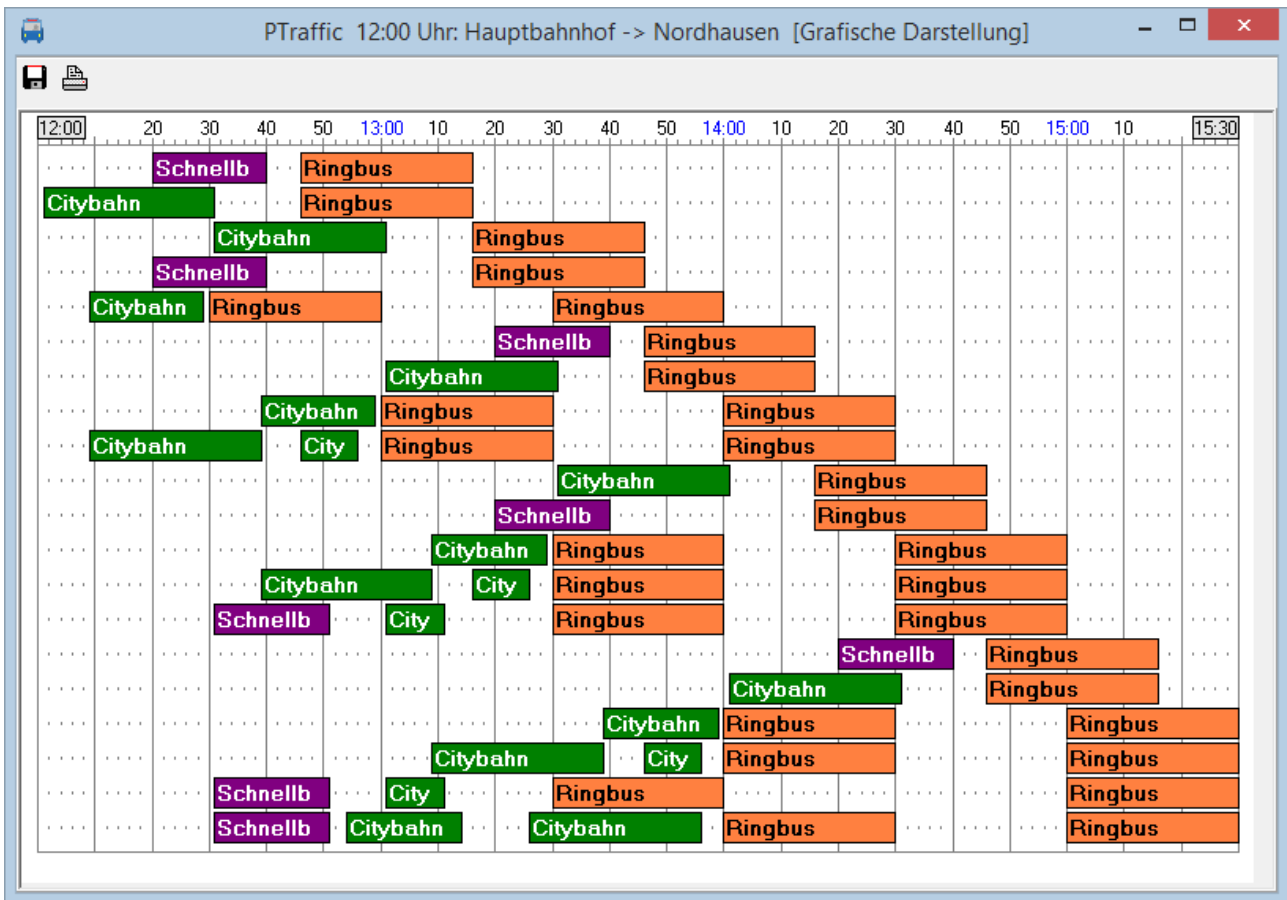 PTraffic 12:00 Uhr: Hauptbahnhof -> Nordhausen [Grafische Darstellung]
12:00 20 30 40 50 13:00 10 20 30 40 50 14:00 10 20 30 40 50 15:00 10 15:30
Schnellb Ringbus
Citybahn Ringbus
Citybahn Ringbus
Schnellb Ringbus
Citybahn Ringbus Ringbus
Schnellb Ringbus
Citybahn Ringbus
Citybahn Ringbus Ringbus
Citybahn City Ringbus Ringbus
Citybahn Ringbus
Schnellb Ringbus
Citybahn Ringbus Ringbus
Citybahn City Ringbus Ringbus
Schnellb City Ringbus Ringbus
Schnellb Ringbus
Citybahn Ringbus
Citybahn Ringbus Ringbus
Citybahn City Ringbus Ringbus
Schnellb City Ringbus Ringbus
Schnellb Citybahn Citybahn Ringbus Ringbus